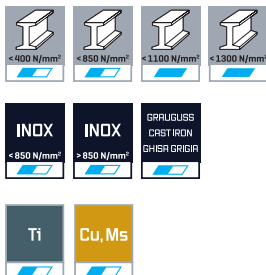 <400 N/mm²
<850 N/mm²
<1100 N/mm²
<1300 N/mm²
INOX
<850 N/mm²
INOX
>850 N/mm²
GRAUGUSS
CAST IRON
GHISA GRIGIA
Ti
Cu, Ms